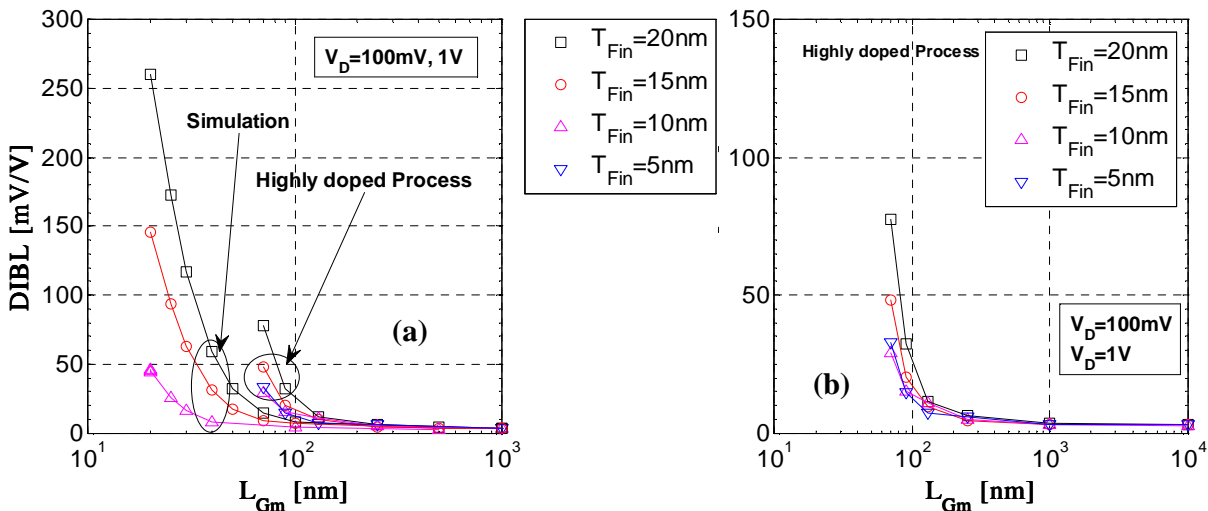 300
250
200
150
100
50
0
DIBL [mV/V]
V_D=100mV, 1V
Simulation
Highly doped Process
(a)
10^1
10^2
10^3
L_Gm [nm]
T_Fin=20nm
T_Fin=15nm
T_Fin=10nm
T_Fin=5nm
150
100
50
0
Highly doped Process
T_Fin=20nm
T_Fin=15nm
T_Fin=10nm
T_Fin=5nm
V_D=100mV
V_D=1V
(b)
10^1
10^2
10^3
10^4
L_Gm [nm]